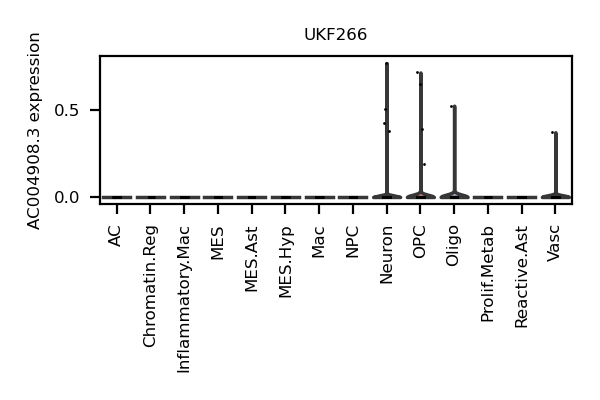 UKF266
AC004908.3 expression
0.5
0.0
AC
Chromatin.Reg
Inflammatory.Mac
MES
MES.Ast
MES.Hyp
Mac
NPC
Neuron
OPC
Oligo
Prolif.Metab
Reactive.Ast
Vasc